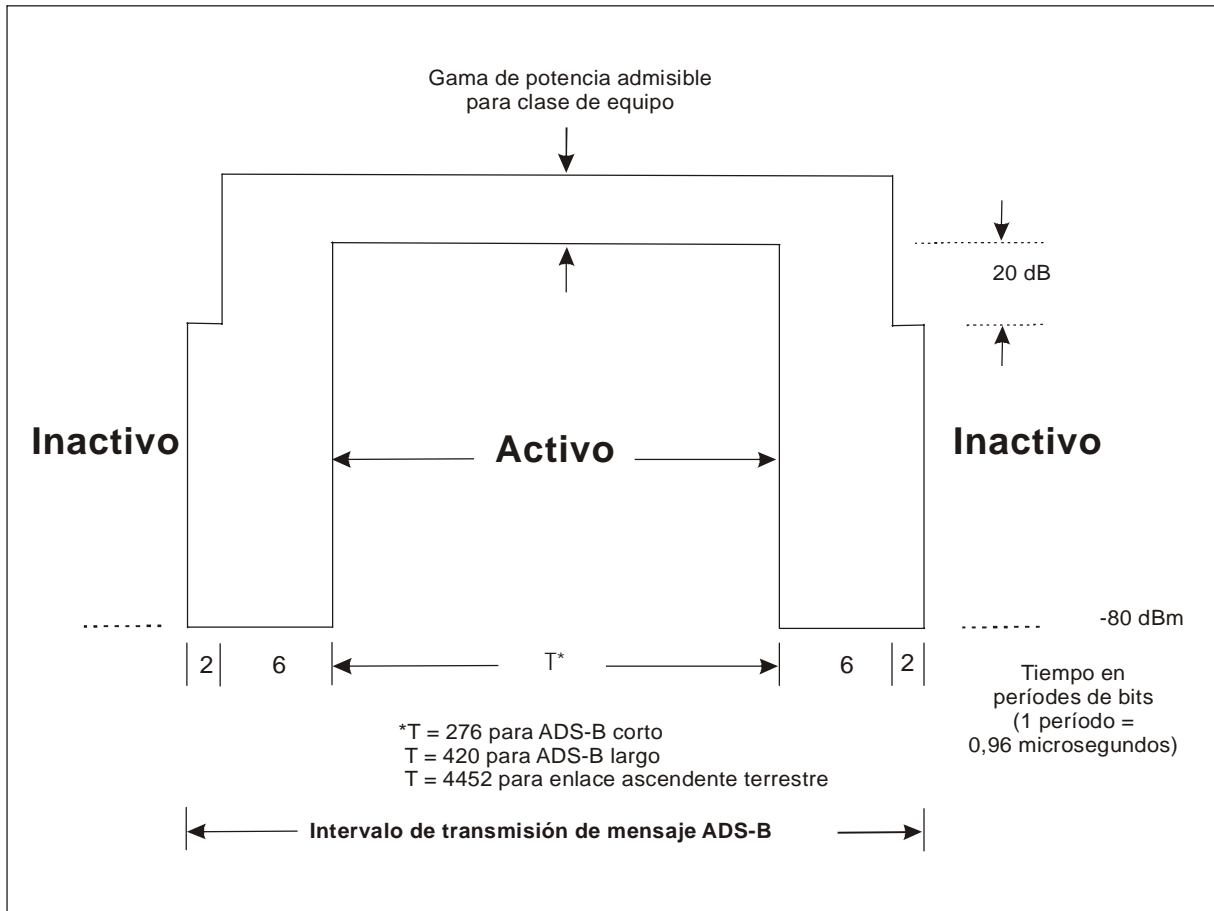 Gama de potencia admisible
para clase de equipo
20 dB
Inactivo
Activo
Inactivo
-80 dBm
2
6
T*
6
2
Tiempo en
períodes de bits
(1 período =
0,96 microsegundos)
*T = 276 para ADS-B corto
T = 420 para ADS-B largo
T = 4452 para enlace ascendente terrestre
Intervalo de transmisión de mensaje ADS-B